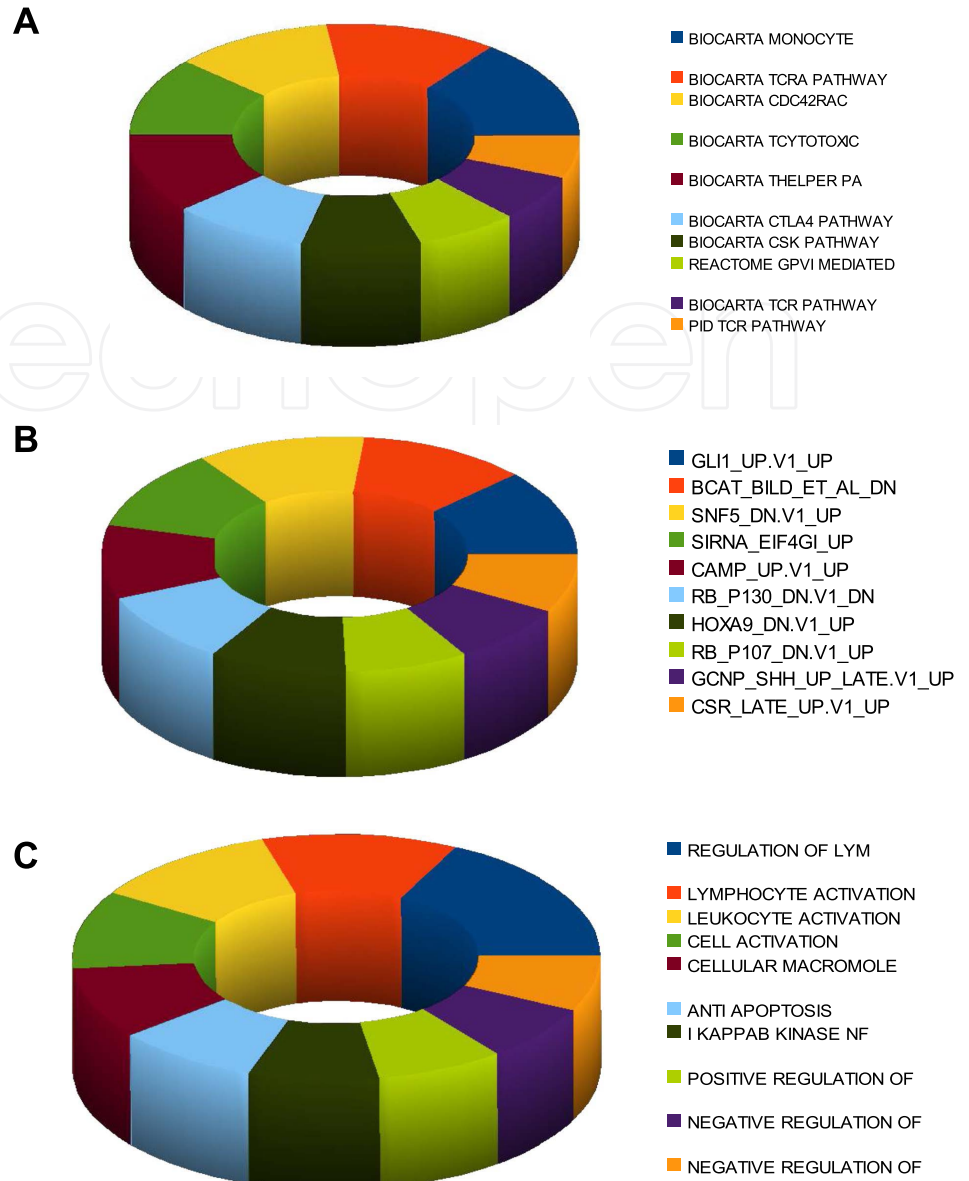 A
BIOCARTA MONOCYTE
BIOCARTA TCRA PATHWAY
BIOCARTA CDC42RAC
BIOCARTA TCYTOTOXIC
BIOCARTA THELPER PA
BIOCARTA CTLA4 PATHWAY
BIOCARTA CSK PATHWAY
REACTOME GPVI MEDIATED
BIOCARTA TCR PATHWAY
PID TCR PATHWAY
echopen
B
GLI1_UP.V1_UP
BCAT_BILD_ET_AL_DN
SNF5_DN.V1_UP
SIRNA_EIF4GI_UP
CAMP_UP.V1_UP
RB_P130_DN.V1_DN
HOXA9_DN.V1_UP
RB_P107_DN.V1_UP
GCNP_SHH_UP_LATE.V1_UP
CSR_LATE_UP.V1_UP
C
REGULATION OF LYM
LYMPHOCYTE ACTIVATION
LEUKOCYTE ACTIVATION
CELL ACTIVATION
CELLULAR MACROMOLE
ANTI APOPTOSIS
I KAPPAB KINASE NF
POSITIVE REGULATION OF
NEGATIVE REGULATION OF
NEGATIVE REGULATION OF